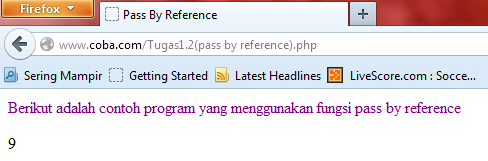 Firefox
Pass By Reference
www.coba.com/Tugas1.2(pass by reference).php
Sering Mampir Getting Started Latest Headlines LiveScore.com : Socce...
Berikut adalah contoh program yang menggunakan fungsi pass by reference
9